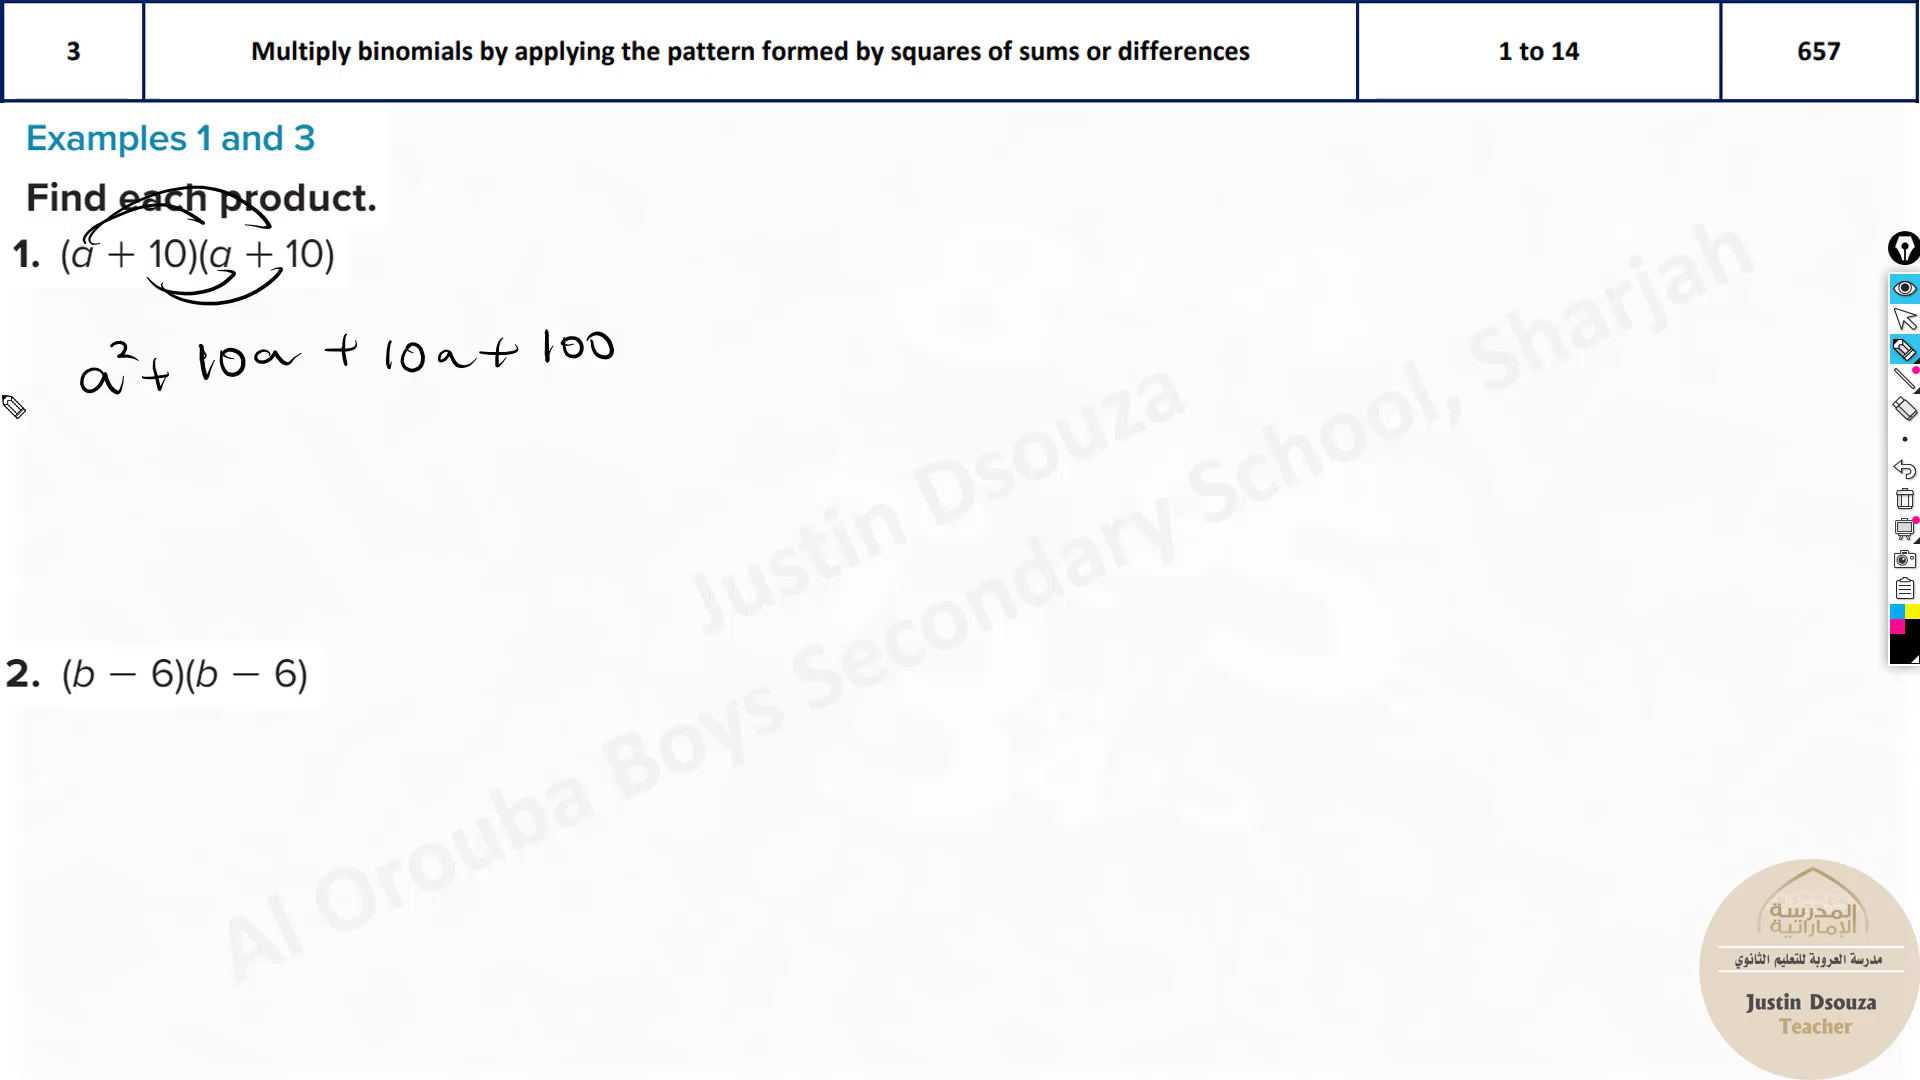 3 Multiply binomials by applying the pattern formed by squares of sums or differences 1 to 14 657
Examples 1 and 3
Find each product.
1. (a + 10)(a + 10)
a² + 10a + 10a + 100
2. (b − 6)(b − 6)
Justin Dsouza
Al Orouba Boys Secondary School, Sharjah
المدرسة
الإماراتية
مدرسة العروبة للتعليم الثانوي
Justin Dsouza
Teacher